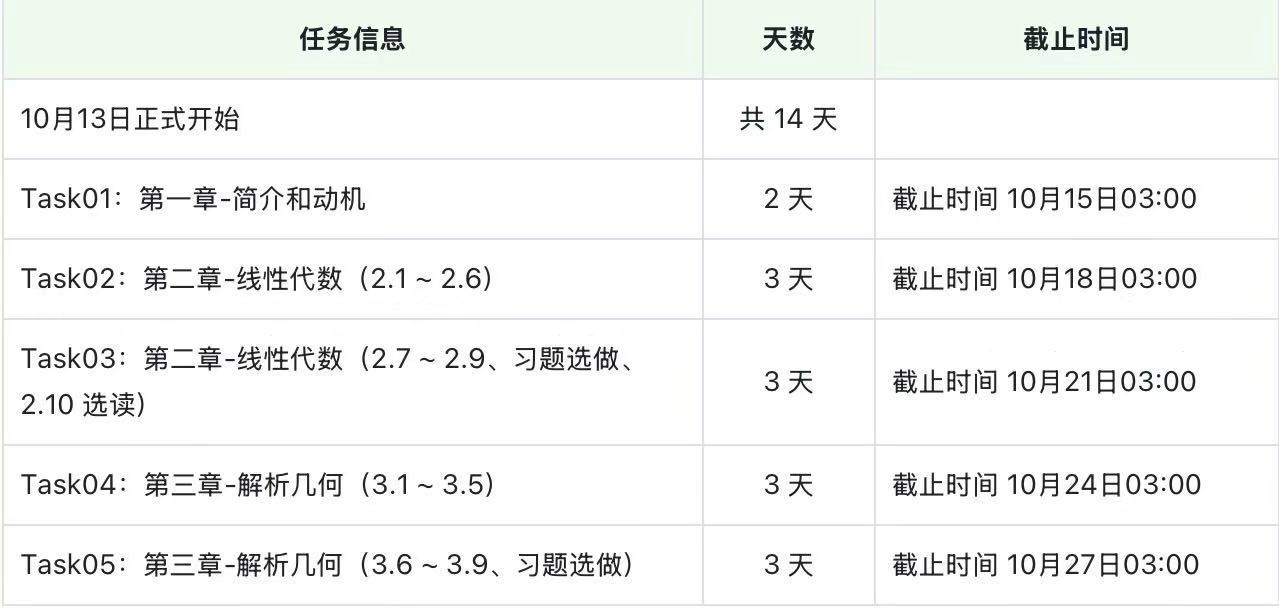 任务信息 天数 截止时间
10月13日正式开始 共 14 天
Task01：第一章-简介和动机 2 天 截止时间 10月15日03:00
Task02：第二章-线性代数（2.1 ~ 2.6） 3 天 截止时间 10月18日03:00
Task03：第二章-线性代数（2.7 ~ 2.9、习题选做、
2.10 选读） 3 天 截止时间 10月21日03:00
Task04：第三章-解析几何（3.1 ~ 3.5） 3 天 截止时间 10月24日03:00
Task05：第三章-解析几何（3.6 ~ 3.9、习题选做） 3 天 截止时间 10月27日03:00